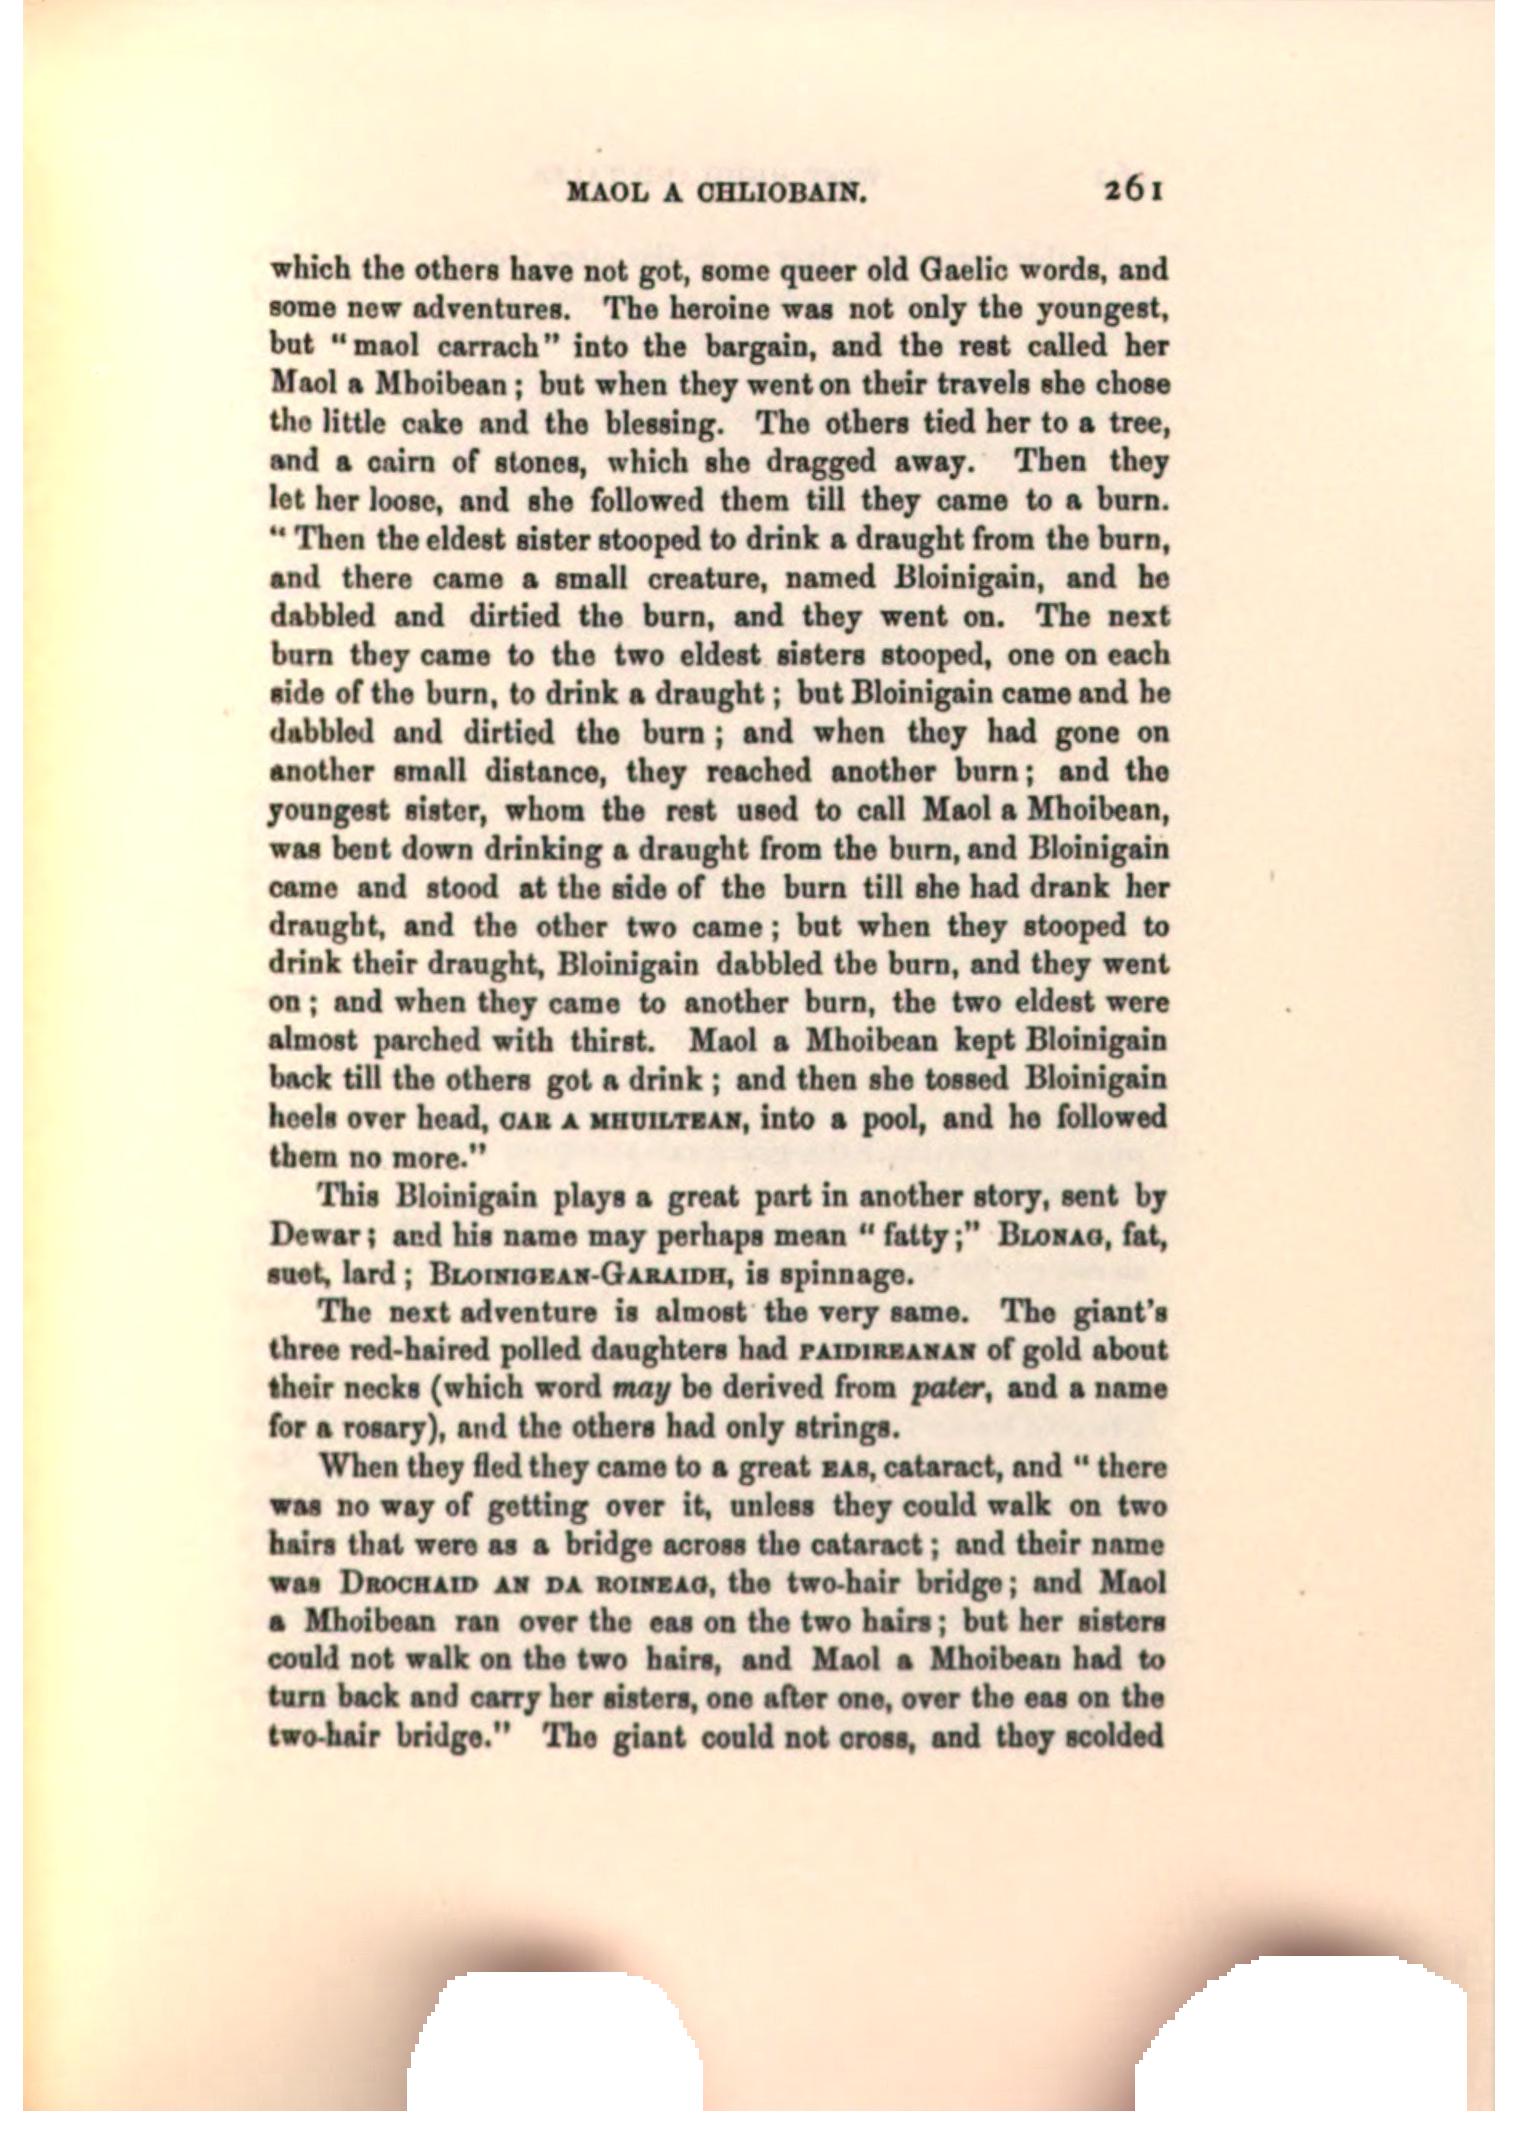 MAOL A CHLIOBAIN. 261
which the others have not got, some queer old Gaelic words, and
some new adventures. The heroine was not only the youngest,
but “maol carrach” into the bargain, and the rest called her
Maol a Mhoibean; but when they went on their travels she chose
the little cake and the blessing. The others tied her to a tree,
and a cairn of stones, which she dragged away. Then they
let her loose, and she followed them till they came to a burn.
“Then the eldest sister stooped to drink a draught from the burn,
and there came a small creature, named Bloinigain, and he
dabbled and dirtied the burn, and they went on. The next
burn they came to the two eldest sisters stooped, one on each
side of the burn, to drink a draught; but Bloinigain came and he
dabbled and dirtied the burn; and when they had gone on
another small distance, they reached another burn; and the
youngest sister, whom the rest used to call Maol a Mhoibean,
was bent down drinking a draught from the burn, and Bloinigain
came and stood at the side of the burn till she had drank her
draught, and the other two came; but when they stooped to
drink their draught, Bloinigain dabbled the burn, and they went
on; and when they came to another burn, the two eldest were
almost parched with thirst. Maol a Mhoibean kept Bloinigain
back till the others got a drink; and then she tossed Bloinigain
heels over head, CAR A MHUILTEAN, into a pool, and he followed
them no more.”
This Bloinigain plays a great part in another story, sent by
Dewar; and his name may perhaps mean “fatty;” BLONAG, fat,
suet, lard; BLOINIGEAN-GARAIDH, is spinnage.
The next adventure is almost the very same. The giant's
three red-haired polled daughters had PAIDIREANAN of gold about
their necks (which word may be derived from pater, and a name
for a rosary), and the others had only strings.
When they fled they came to a great EAS, cataract, and “there
was no way of getting over it, unless they could walk on two
hairs that were as a bridge across the cataract; and their name
was DROCHAID AN DA ROINEAG, the two-hair bridge; and Maol
a Mhoibean ran over the eas on the two hairs; but her sisters
could not walk on the two hairs, and Maol a Mhoibean had to
turn back and carry her sisters, one after one, over the eas on the
two-hair bridge.” The giant could not cross, and they scolded